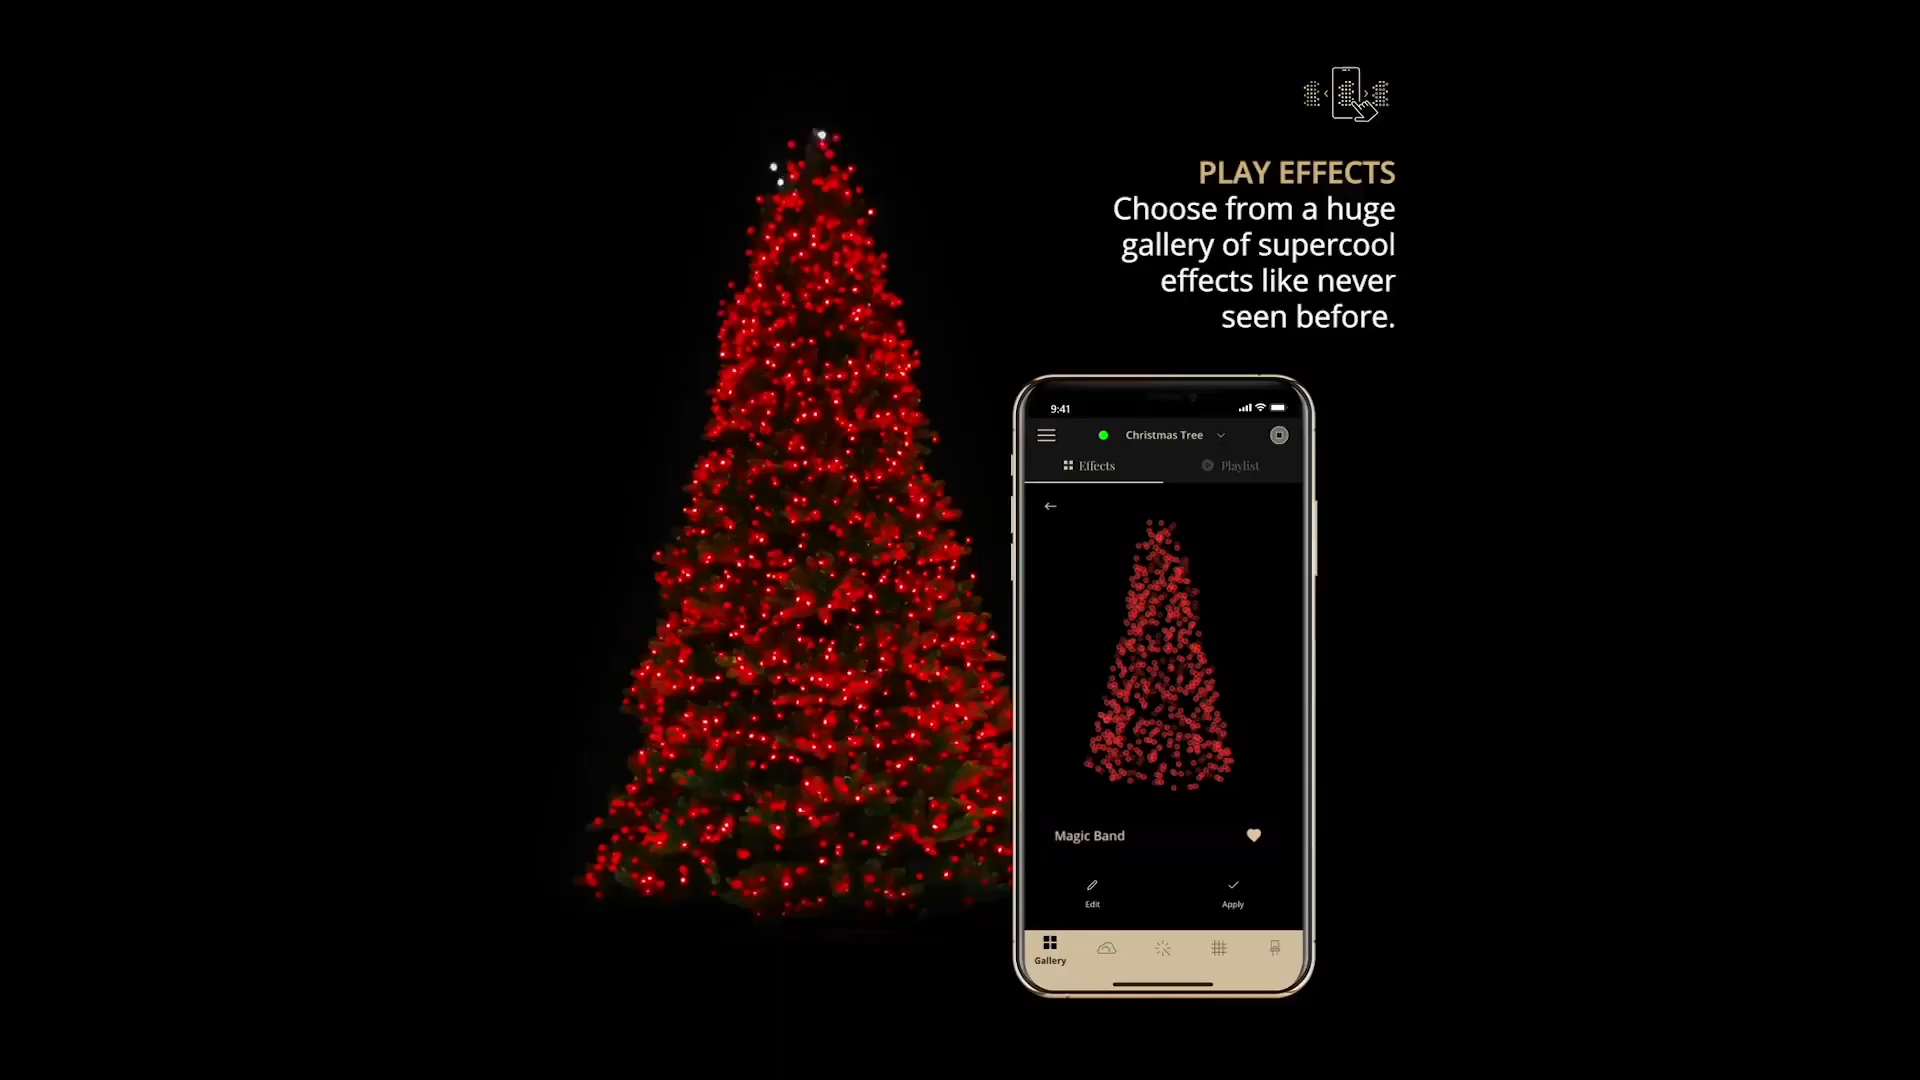 PLAY EFFECTS
Choose from a huge
gallery of supercool
effects like never
seen before.
9:41
Christmas Tree
Effects
Playlist
Magic Band
Edit
Apply
Gallery